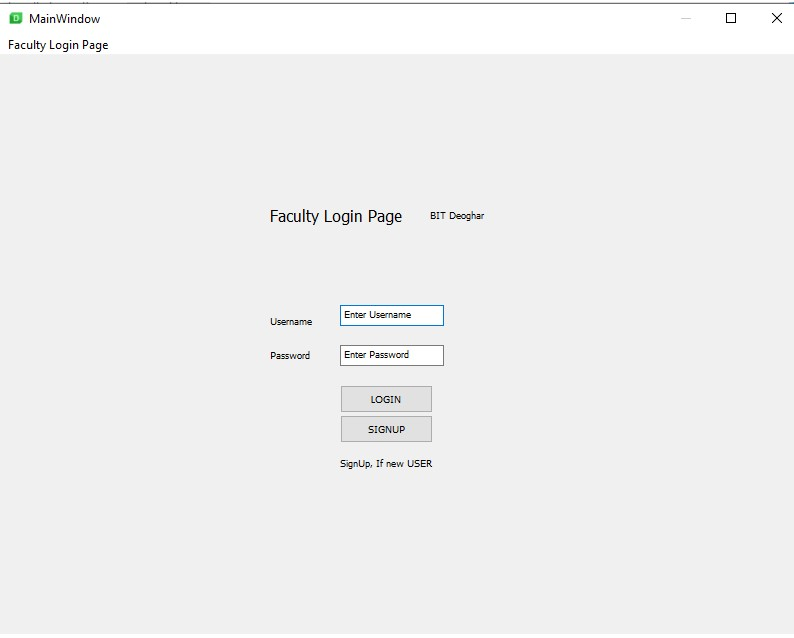 MainWindow
Faculty Login Page
Faculty Login Page BIT Deoghar
Username Enter Username
Password Enter Password
LOGIN
SIGNUP
SignUp, If new USER